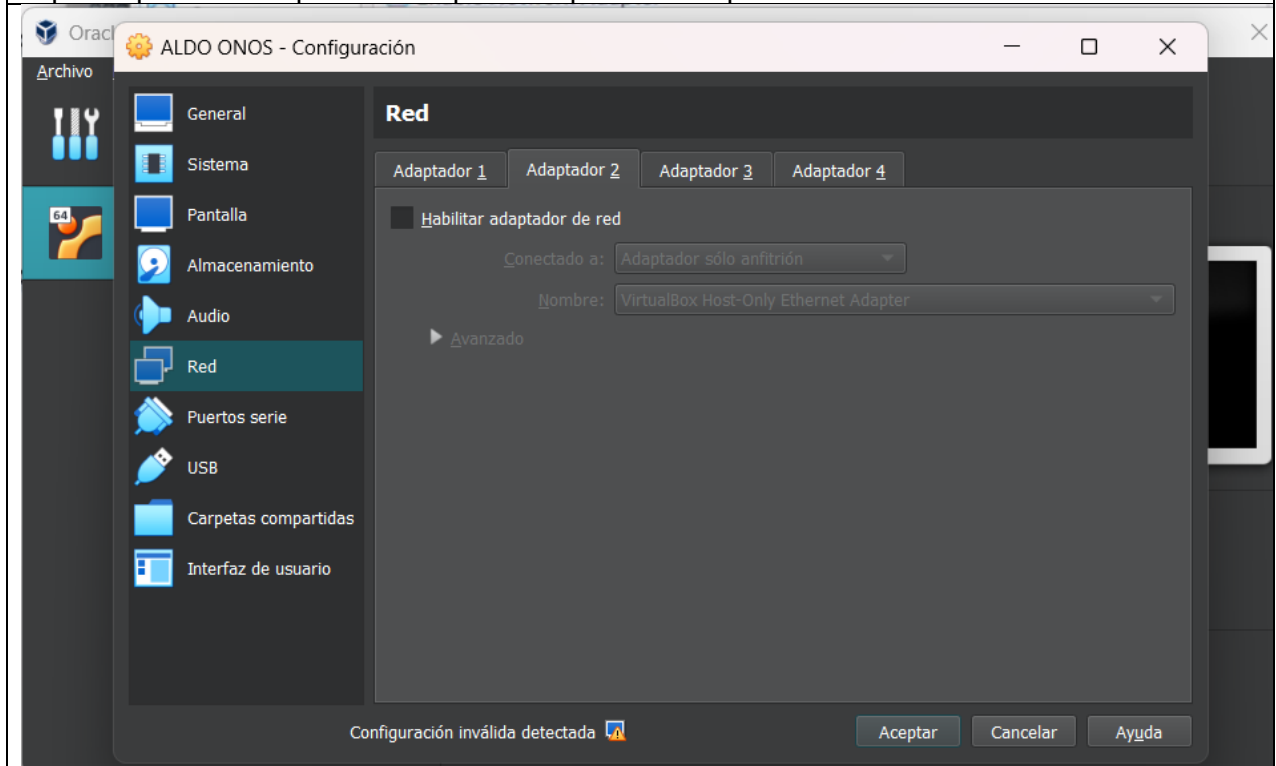 Orac
ALDO ONOS - Configuración
Archivo
General
Sistema
Pantalla
Almacenamiento
Audio
Red
Puertos serie
USB
Carpetas compartidas
Interfaz de usuario
64
Red
Adaptador 1 Adaptador 2 Adaptador 3 Adaptador 4
Habilitar adaptador de red
Conectado a: Adaptador sólo anfitrión
Nombre: VirtualBox Host-Only Ethernet Adapter
Avanzado
Configuración inválida detectada Aceptar Cancelar Ayuda